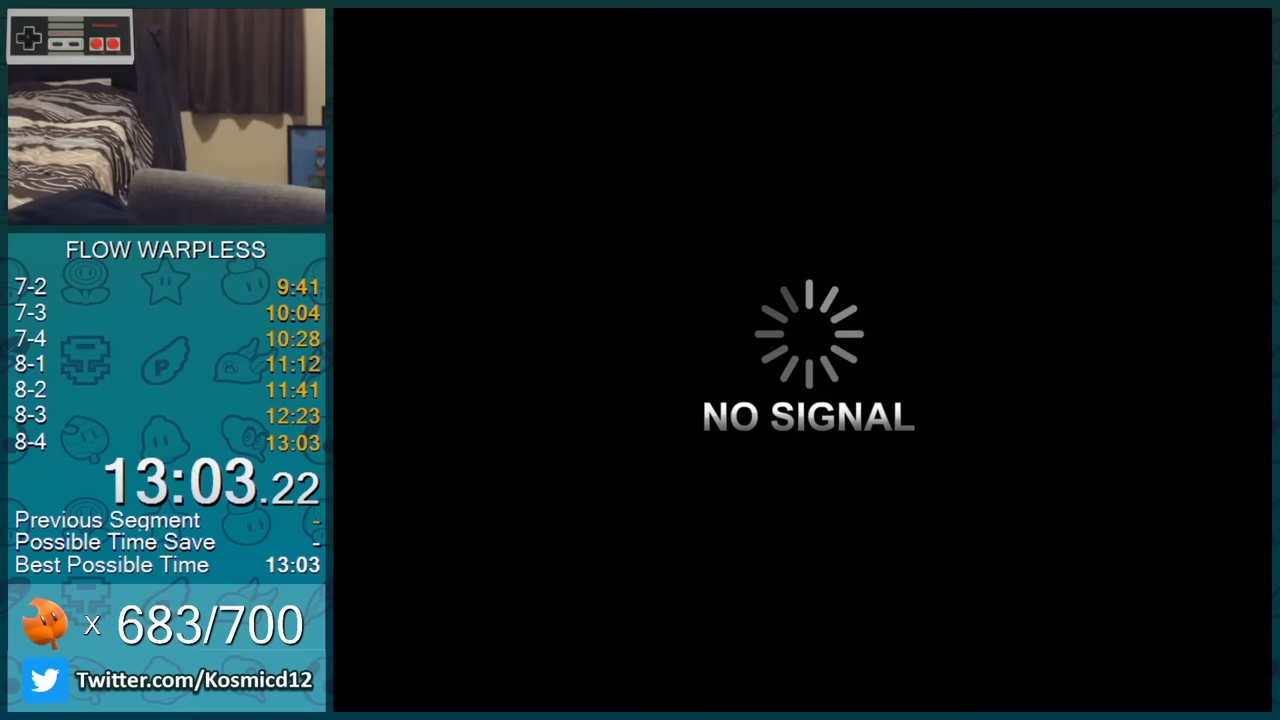 FLOW WARPLESS
7-2 9:41
7-3 10:04
7-4 10:28
8-1 11:12
8-2 11:41
8-3 12:23
8-4 13:03
13:03.22
Previous Segment -
Possible Time Save -
Best Possible Time 13:03
x 683/700
Twitter.com/Kosmicd12
NO SIGNAL